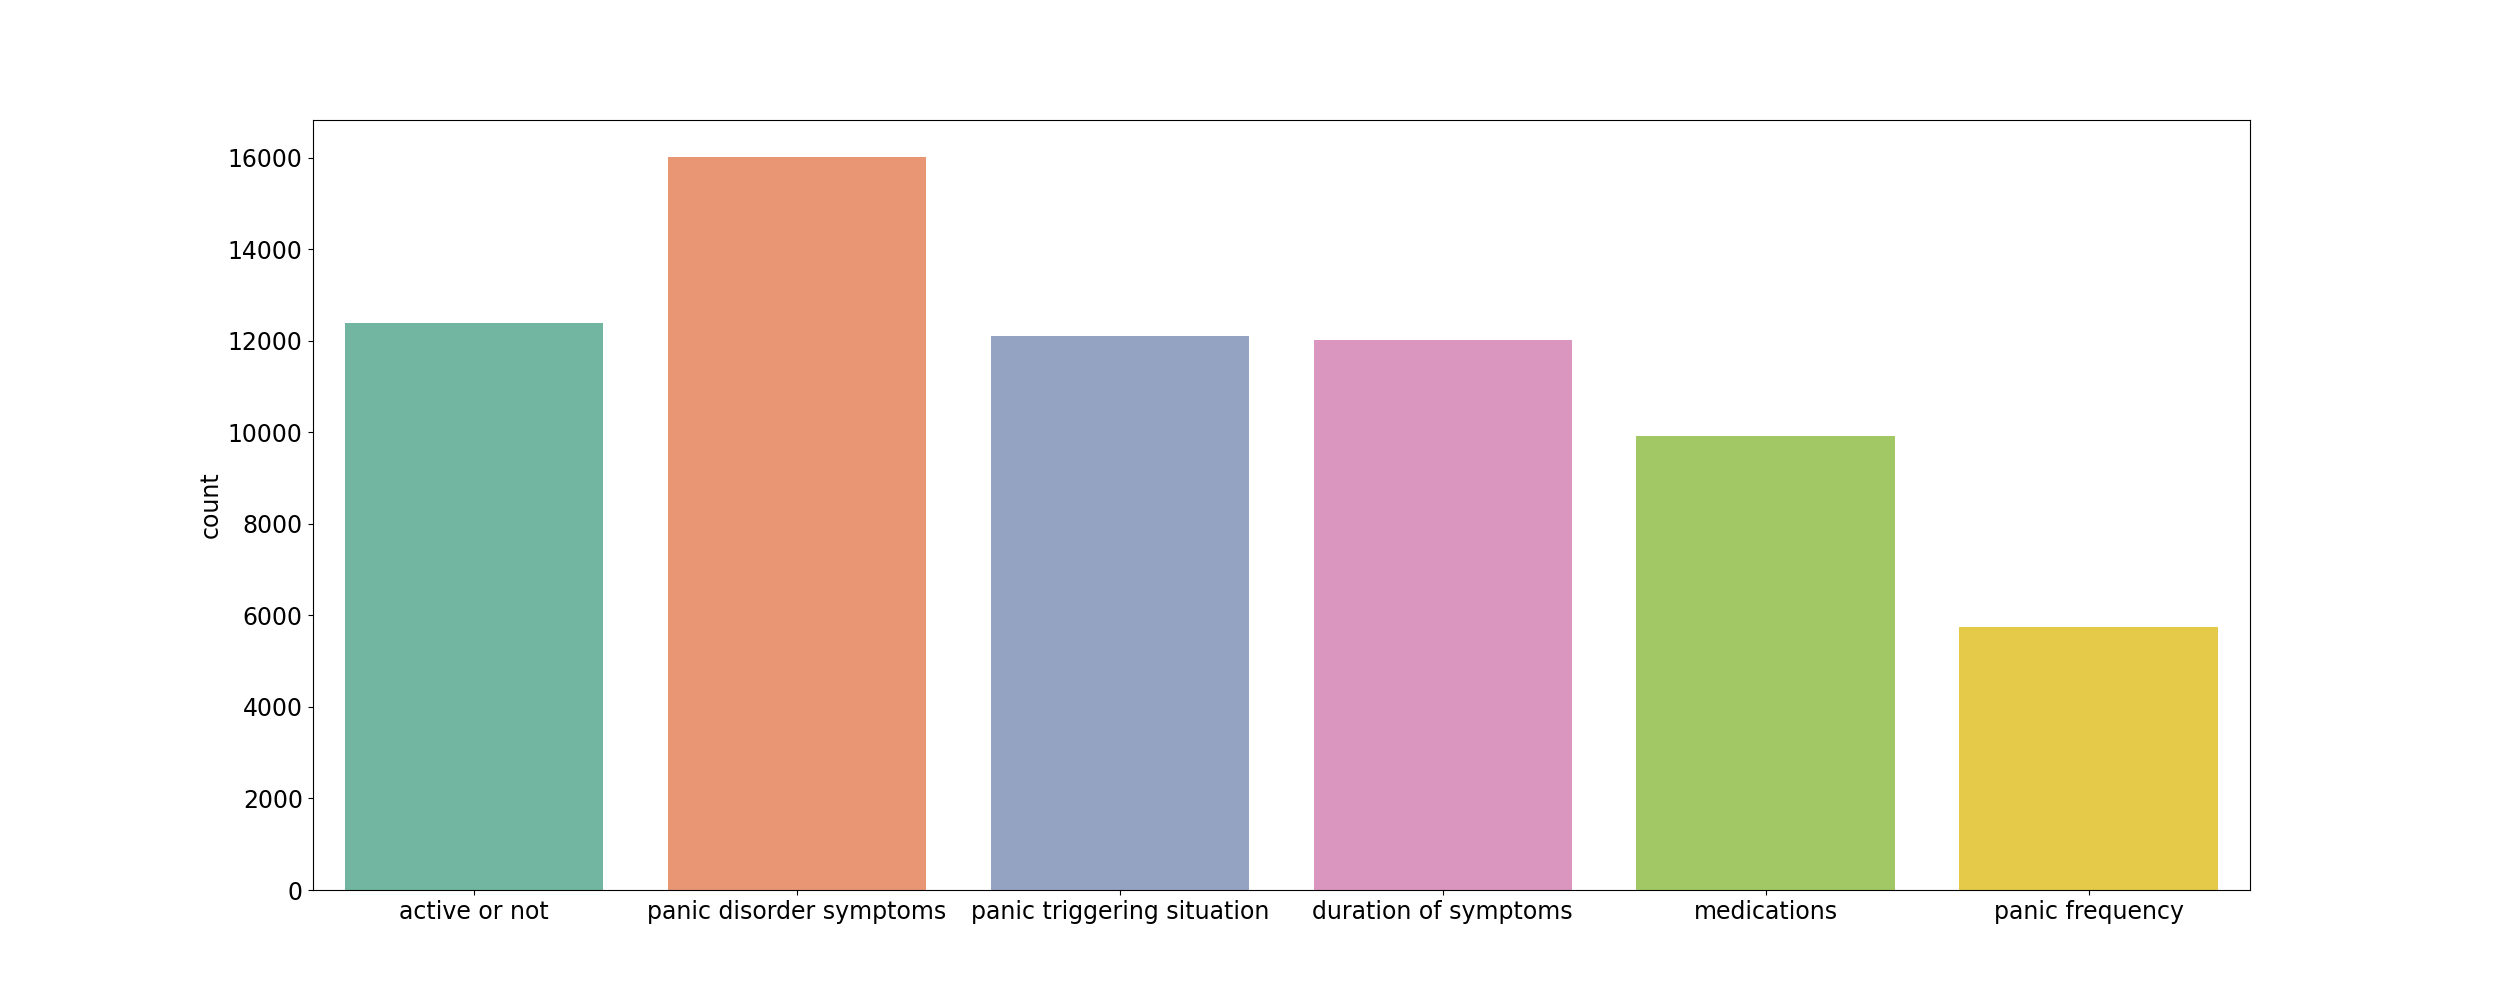 16000
14000
12000
10000
8000
6000
4000
2000
0
count
active or not
panic disorder symptoms
panic triggering situation
duration of symptoms
medications
panic frequency